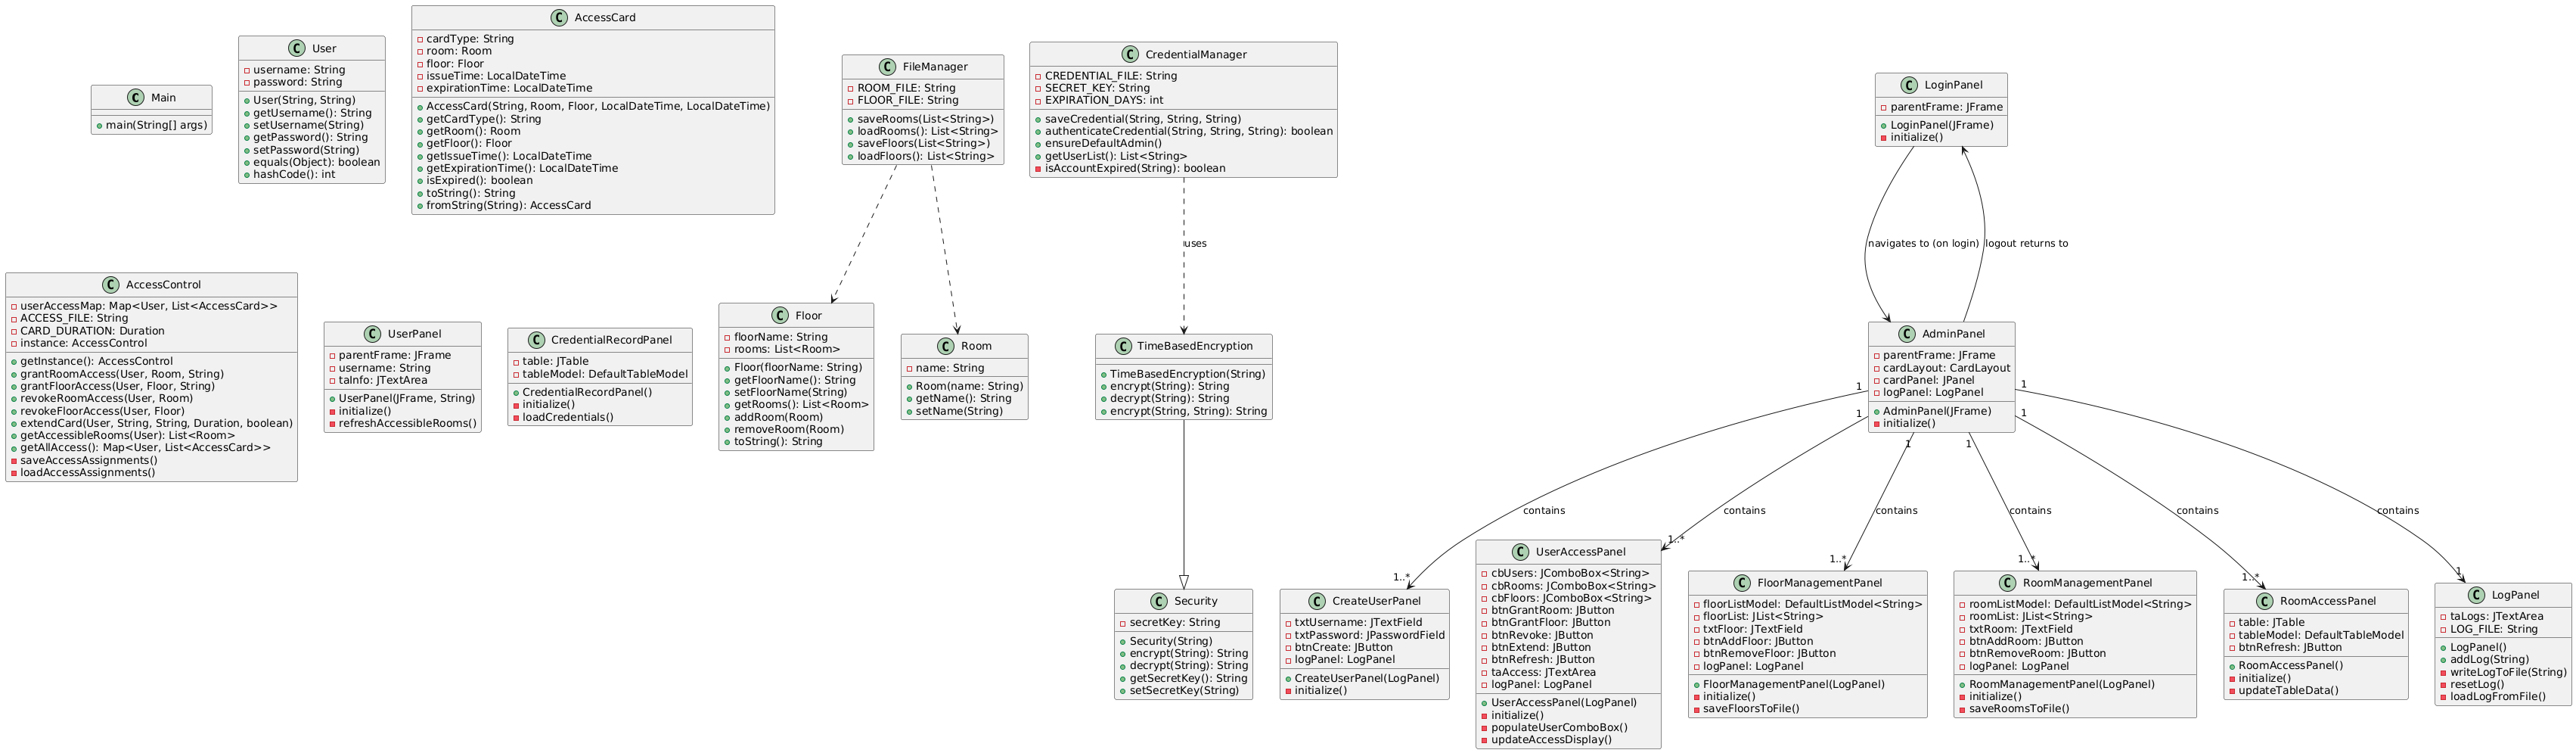 Main
main(String[] args)
User
username: String
password: String
User(String, String)
getUsername(): String
setUsername(String)
getPassword(): String
setPassword(String)
equals(Object): boolean
hashCode(): int
AccessCard
cardType: String
room: Room
floor: Floor
issueTime: LocalDateTime
expirationTime: LocalDateTime
AccessCard(String, Room, Floor, LocalDateTime, LocalDateTime)
getCardType(): String
getRoom(): Room
getFloor(): Floor
getIssueTime(): LocalDateTime
getExpirationTime(): LocalDateTime
isExpired(): boolean
toString(): String
fromString(String): AccessCard
FileManager
ROOM_FILE: String
FLOOR_FILE: String
saveRooms(List<String>)
loadRooms(): List<String>
saveFloors(List<String>)
loadFloors(): List<String>
CredentialManager
CREDENTIAL_FILE: String
SECRET_KEY: String
EXPIRATION_DAYS: int
saveCredential(String, String, String)
authenticateCredential(String, String, String): boolean
ensureDefaultAdmin()
getUserList(): List<String>
isAccountExpired(String): boolean
LoginPanel
parentFrame: JFrame
LoginPanel(JFrame)
initialize()
uses
navigates to (on login)
logout returns to
AccessControl
userAccessMap: Map<User, List<AccessCard>>
ACCESS_FILE: String
CARD_DURATION: Duration
instance: AccessControl
getInstance(): AccessControl
grantRoomAccess(User, Room, String)
grantFloorAccess(User, Floor, String)
revokeRoomAccess(User, Room)
revokeFloorAccess(User, Floor)
extendCard(User, String, String, Duration, boolean)
getAccessibleRooms(User): List<Room>
getAllAccess(): Map<User, List<AccessCard>>
saveAccessAssignments()
loadAccessAssignments()
UserPanel
parentFrame: JFrame
username: String
taInfo: JTextArea
UserPanel(JFrame, String)
initialize()
refreshAccessibleRooms()
CredentialRecordPanel
table: JTable
tableModel: DefaultTableModel
CredentialRecordPanel()
initialize()
loadCredentials()
Floor
floorName: String
rooms: List<Room>
Floor(floorName: String)
getFloorName(): String
setFloorName(String)
getRooms(): List<Room>
addRoom(Room)
removeRoom(Room)
toString(): String
Room
name: String
Room(name: String)
getName(): String
setName(String)
TimeBasedEncryption
TimeBasedEncryption(String)
encrypt(String): String
decrypt(String): String
encrypt(String, String): String
AdminPanel
parentFrame: JFrame
cardLayout: CardLayout
cardPanel: JPanel
logPanel: LogPanel
AdminPanel(JFrame)
initialize()
1
1
1
1
1
1
contains
contains
contains
contains
contains
contains
1..*
1..*
1..*
1..*
1..*
1
Security
secretKey: String
Security(String)
encrypt(String): String
decrypt(String): String
getSecretKey(): String
setSecretKey(String)
CreateUserPanel
txtUsername: JTextField
txtPassword: JPasswordField
btnCreate: JButton
logPanel: LogPanel
CreateUserPanel(LogPanel)
initialize()
UserAccessPanel
cbUsers: JComboBox<String>
cbRooms: JComboBox<String>
cbFloors: JComboBox<String>
btnGrantRoom: JButton
btnGrantFloor: JButton
btnRevoke: JButton
btnExtend: JButton
btnRefresh: JButton
taAccess: JTextArea
logPanel: LogPanel
UserAccessPanel(LogPanel)
initialize()
populateUserComboBox()
updateAccessDisplay()
FloorManagementPanel
floorListModel: DefaultListModel<String>
floorList: JList<String>
txtFloor: JTextField
btnAddFloor: JButton
btnRemoveFloor: JButton
logPanel: LogPanel
FloorManagementPanel(LogPanel)
initialize()
saveFloorsToFile()
RoomManagementPanel
roomListModel: DefaultListModel<String>
roomList: JList<String>
txtRoom: JTextField
btnAddRoom: JButton
btnRemoveRoom: JButton
logPanel: LogPanel
RoomManagementPanel(LogPanel)
initialize()
saveRoomsToFile()
RoomAccessPanel
table: JTable
tableModel: DefaultTableModel
btnRefresh: JButton
RoomAccessPanel()
initialize()
updateTableData()
LogPanel
taLogs: JTextArea
LOG_FILE: String
LogPanel()
addLog(String)
writeLogToFile(String)
resetLog()
loadLogFromFile()